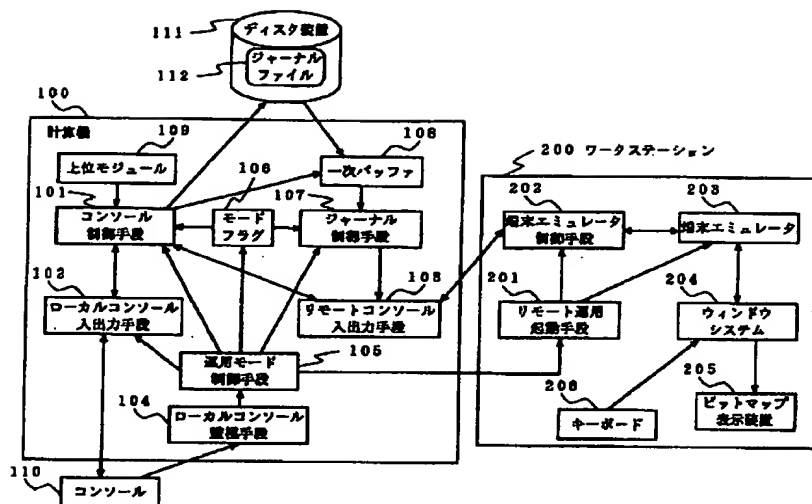 111
ディスク装置
112
ジャーナル
ファイル
100
計算機
109
上位モジュール
108
一次バッファ
106
モード
フラグ
107
ジャーナル
制御手段
101
コンソール
制御手段
102
ローカルコンソール
入出力手段
103
リモートコンソール
入出力手段
105
運用モード
制御手段
104
ローカルコンソール
監視手段
110
コンソール
200 ワークステーション
202
端末エミュレータ
制御手段
203
端末エミュレータ
201
リモート運用
起動手段
204
ウィンドウ
システム
205
ビットマップ
表示装置
206
キーボード